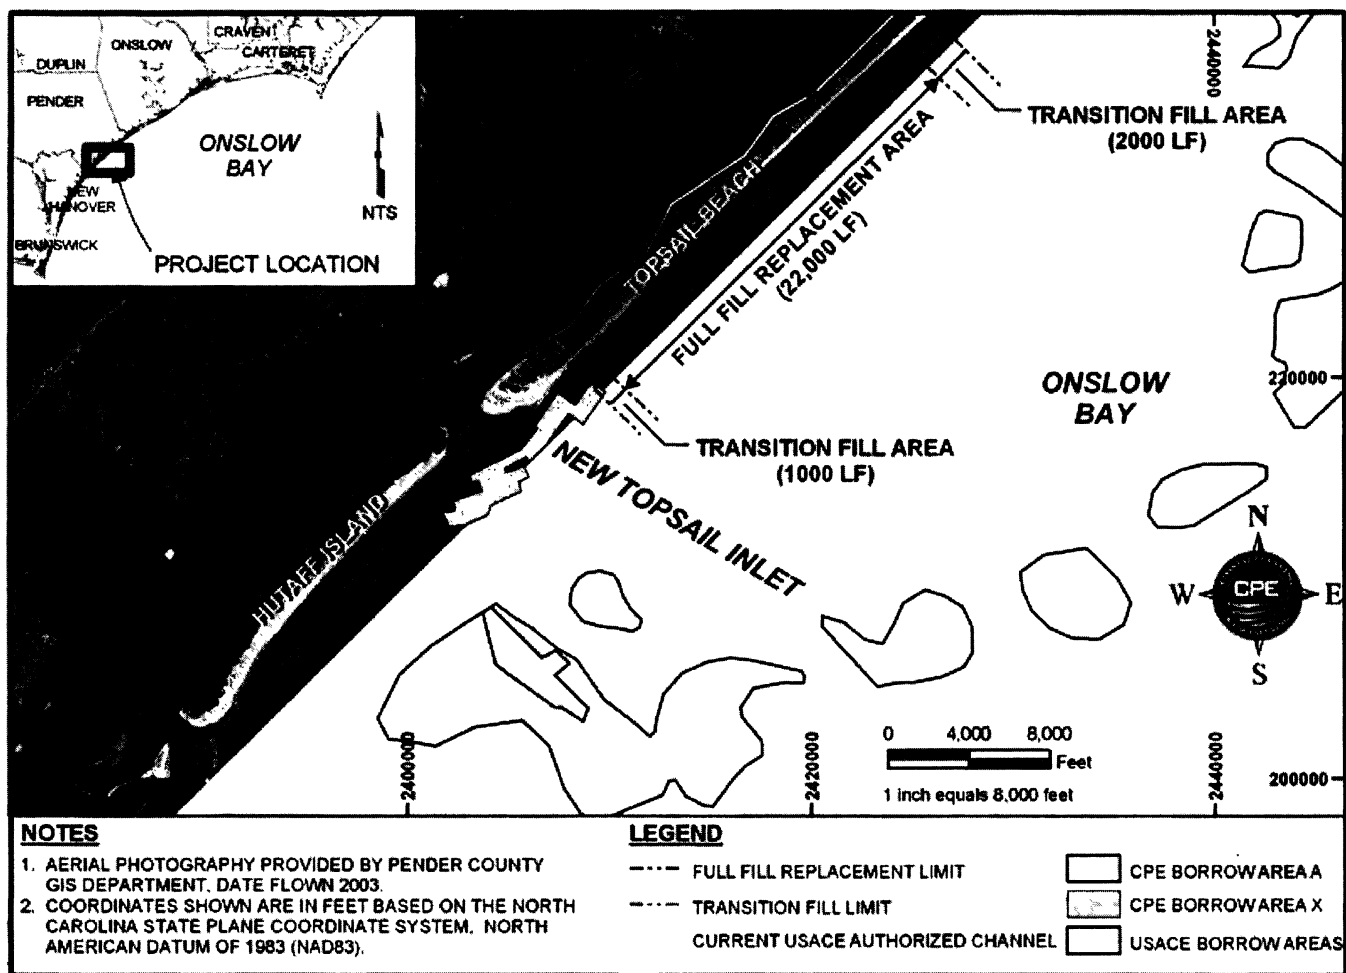 CRAVEN
ONSLOW
CARTERET
DUPLIN
PENDER
ONSLOW
BAY
NEW
HANOVER
NTS
BRUNSWICK
PROJECT LOCATION
2440000
TRANSITION FILL AREA
(2000 LF)
TOPSAIL BEACH
FULL FILL REPLACEMENT AREA
(22,000 LF)
220000
ONSLOW
BAY
TRANSITION FILL AREA
(1000 LF)
NEW TOPSAIL INLET
HUTAFF ISLAND
N
W
CPE
E
S
2400000
2420000
2440000
0 4,000 8,000
Feet
1 inch equals 8,000 feet
200000
NOTES
1. AERIAL PHOTOGRAPHY PROVIDED BY PENDER COUNTY
GIS DEPARTMENT. DATE FLOWN 2003.
2. COORDINATES SHOWN ARE IN FEET BASED ON THE NORTH
CAROLINA STATE PLANE COORDINATE SYSTEM, NORTH
AMERICAN DATUM OF 1983 (NAD83).
LEGEND
FULL FILL REPLACEMENT LIMIT
TRANSITION FILL LIMIT
CURRENT USACE AUTHORIZED CHANNEL
CPE BORROW AREA A
CPE BORROW AREA X
USACE BORROW AREAS